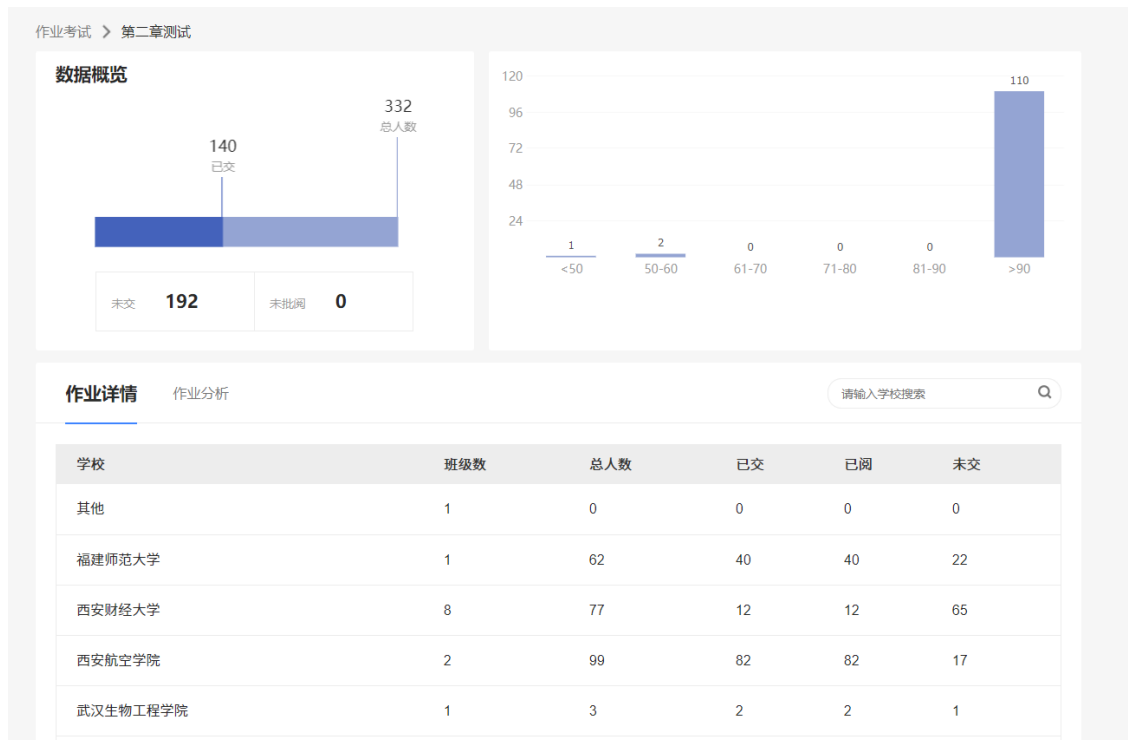 作业考试 > 第二章测试
数据概览
332
总人数
140
已交
未交 192 未批阅 0
120
96
72
48
24
1 2 0 0 0 110
<50 50-60 61-70 71-80 81-90 >90
作业详情 作业分析 请输入学校搜索
学校 班级数 总人数 已交 已阅 未交
其他 1 0 0 0 0
福建师范大学 1 62 40 40 22
西安财经大学 8 77 12 12 65
西安航空学院 2 99 82 82 17
武汉生物工程学院 1 3 2 2 1